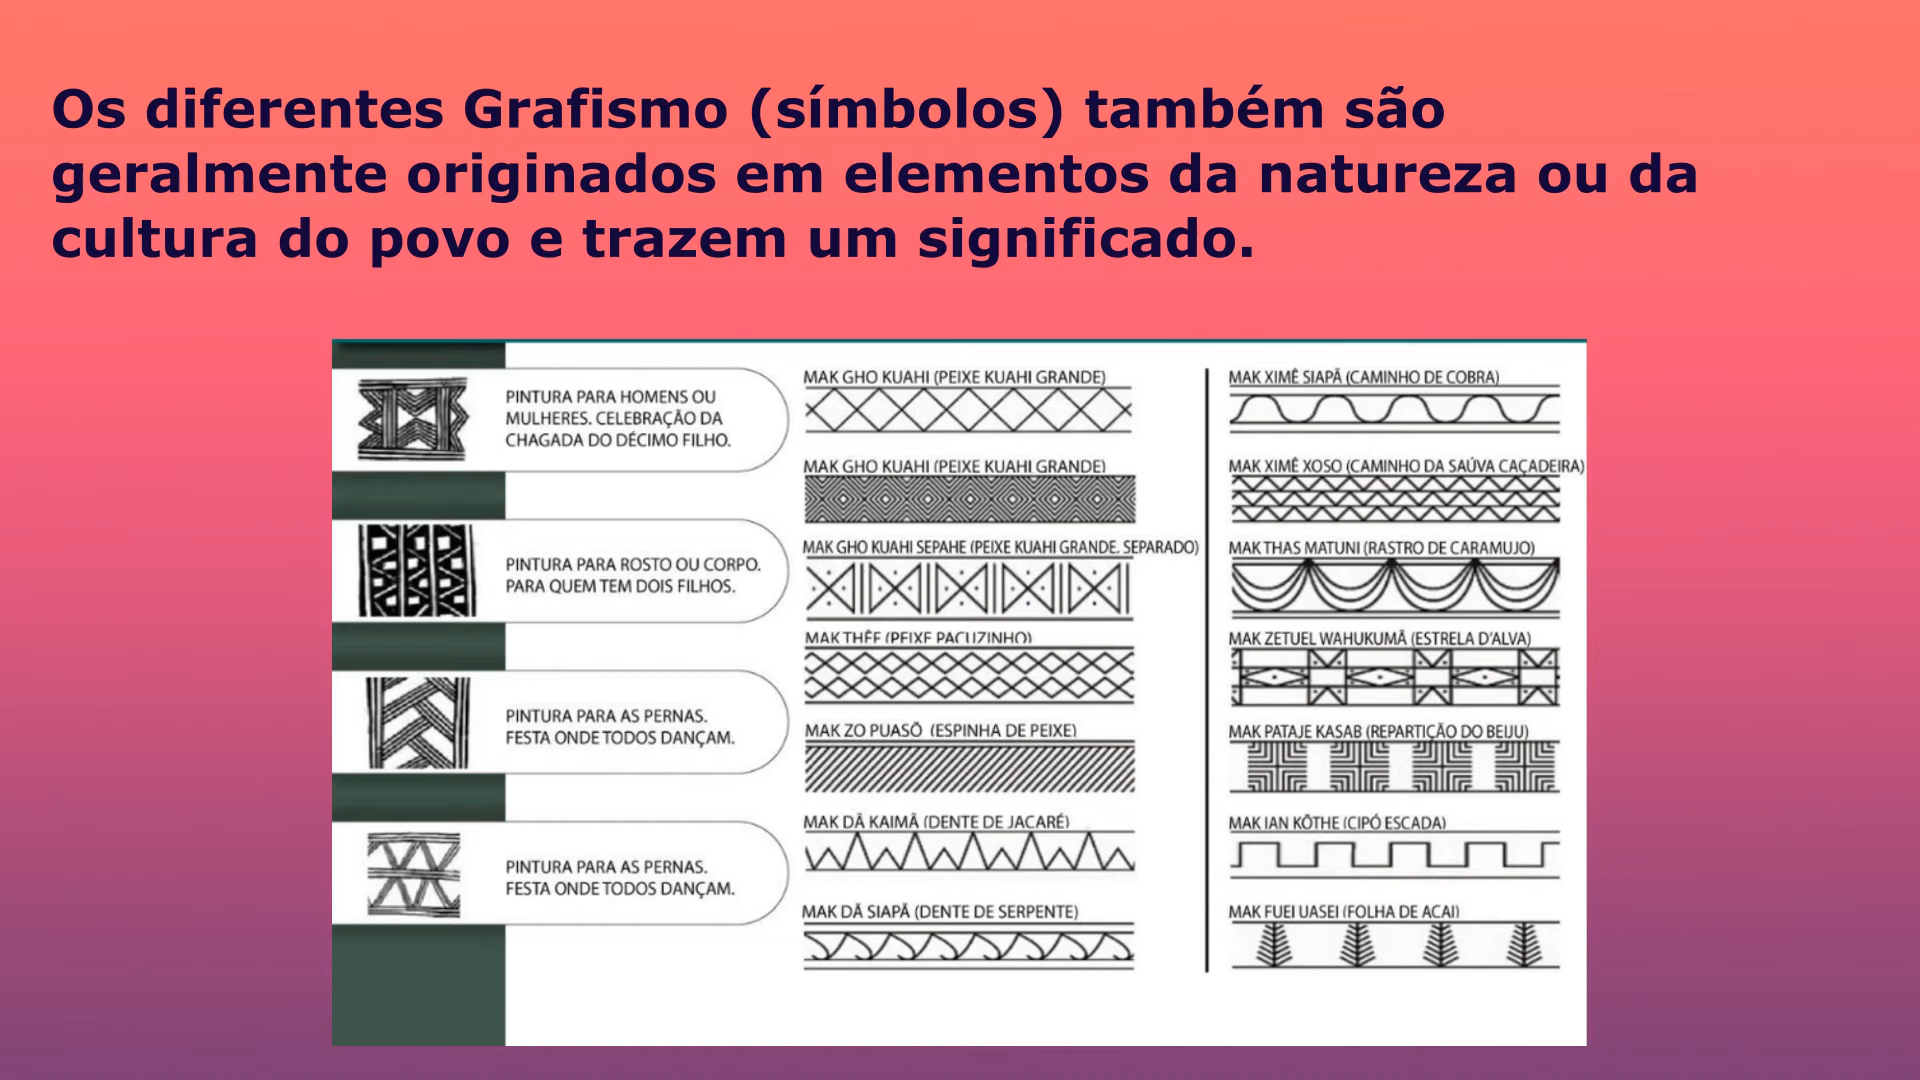 Os diferentes Grafismo (símbolos) também são
geralmente originados em elementos da natureza ou da
cultura do povo e trazem um significado.
PINTURA PARA HOMENS OU
MULHERES. CELEBRAÇÃO DA
CHAGADA DO DÉCIMO FILHO.
PINTURA PARA ROSTO OU CORPO.
PARA QUEM TEM DOIS FILHOS.
PINTURA PARA AS PERNAS.
FESTA ONDE TODOS DANÇAM.
PINTURA PARA AS PERNAS.
FESTA ONDE TODOS DANÇAM.
MAK GHO KUAHI (PEIXE KUAHI GRANDE)
MAK GHO KUAHI (PEIXE KUAHI GRANDE)
MAK GHO KUAHI SEPAHE (PEIXE KUAHI GRANDE. SEPARADO)
MAK THÊF (PEIXE PACUZINHO)
MAK ZO PUASÕ (ESPINHA DE PEIXE)
MAK DÃ KAIMÃ (DENTE DE JACARÉ)
MAK DÃ SIAPÃ (DENTE DE SERPENTE)
MAK XIMÊ SIAPÃ (CAMINHO DE COBRA)
MAK XIMÊ XOSO (CAMINHO DA SAÚVA CAÇADEIRA)
MAK THAS MATUNI (RASTRO DE CARAMUJO)
MAK ZETUEL WAHUKUMÃ (ESTRELA D'ALVA)
MAK PATAJE KASAB (REPARTIÇÃO DO BEIJU)
MAK IAN KÕTHE (CIPÓ ESCADA)
MAK FUEI UASEI (FOLHA DE ACAI)